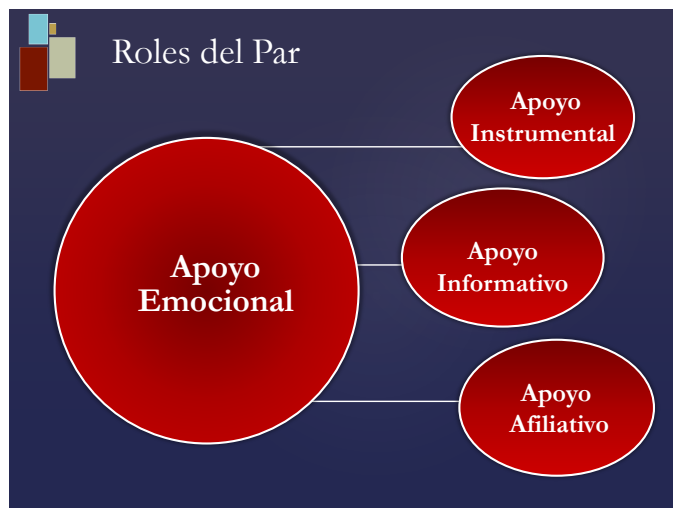 Roles del Par
Apoyo
Instrumental
Apoyo
Emocional
Apoyo
Informativo
Apoyo
Afiliativo